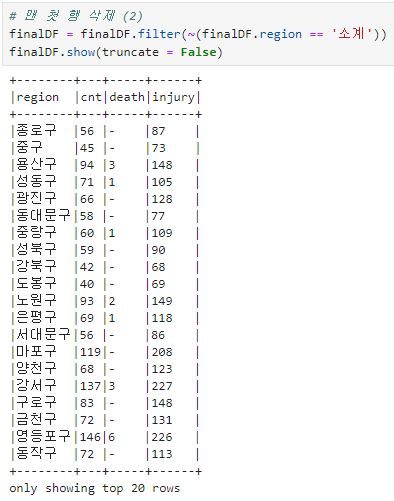 # 맨 첫 행 삭제 (2)
finalDF = finalDF.filter(~(finalDF.region == '소계'))
finalDF.show(truncate = False)
+--------+---+-----+------+
|region  |cnt|death|injury|
+--------+---+-----+------+
|종로구  |56 |-    |87    |
|중구    |45 |-    |73    |
|용산구  |94 |3    |148   |
|성동구  |71 |1    |105   |
|광진구  |66 |-    |128   |
|동대문구|58 |-    |77    |
|중랑구  |60 |1    |109   |
|성북구  |59 |-    |90    |
|강북구  |42 |-    |68    |
|도봉구  |40 |-    |69    |
|노원구  |93 |2    |149   |
|은평구  |69 |1    |118   |
|서대문구|56 |-    |86    |
|마포구  |119|-    |208   |
|양천구  |68 |-    |123   |
|강서구  |137|3    |227   |
|구로구  |83 |-    |148   |
|금천구  |72 |-    |131   |
|영등포구|146|6    |226   |
|동작구  |72 |-    |113   |
+--------+---+-----+------+
only showing top 20 rows